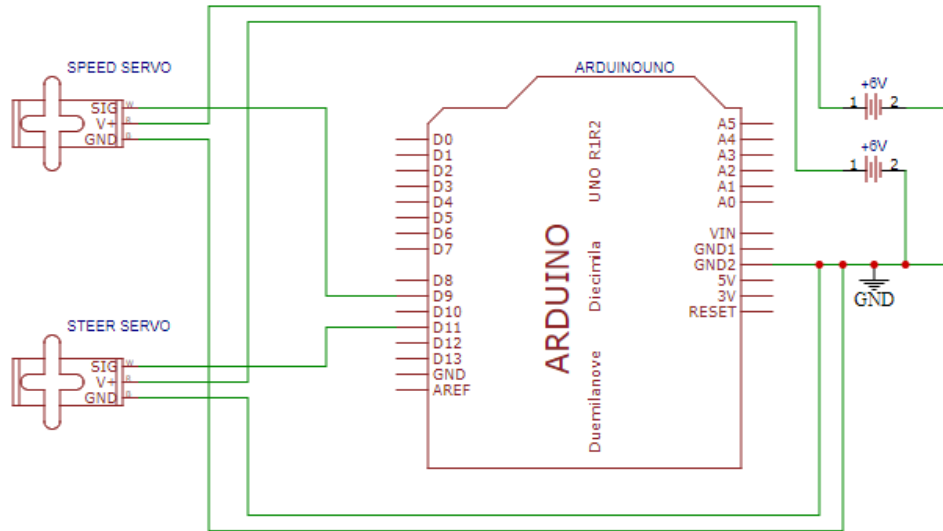 SPEED SERVO
SIG W
V+ R
GND G
STEER SERVO
SIG W
V+ R
GND G
ARDUINOUNO
D0
D1
D2
D3
D4
D5
D6
D7
D8
D9
D10
D11
D12
D13
GND
AREF
ARDUINO
Duemilanove Diecimila UNO R1R2
A5
A4
A3
A2
A1
A0
VIN
GND1
GND2
5V
3V
RESET
+6V
1 2
+6V
1 2
GND